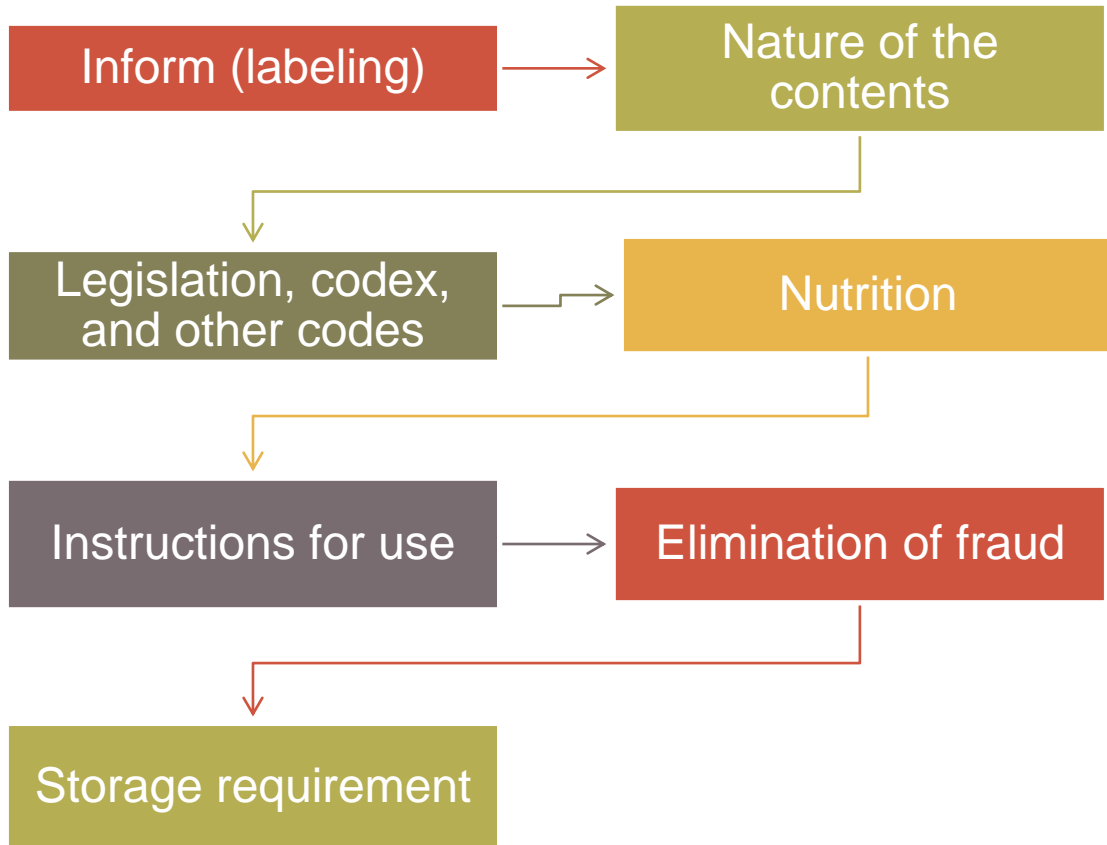 Inform (labeling)
Nature of the
contents
Legislation, codex,
and other codes
Nutrition
Instructions for use
Elimination of fraud
Storage requirement